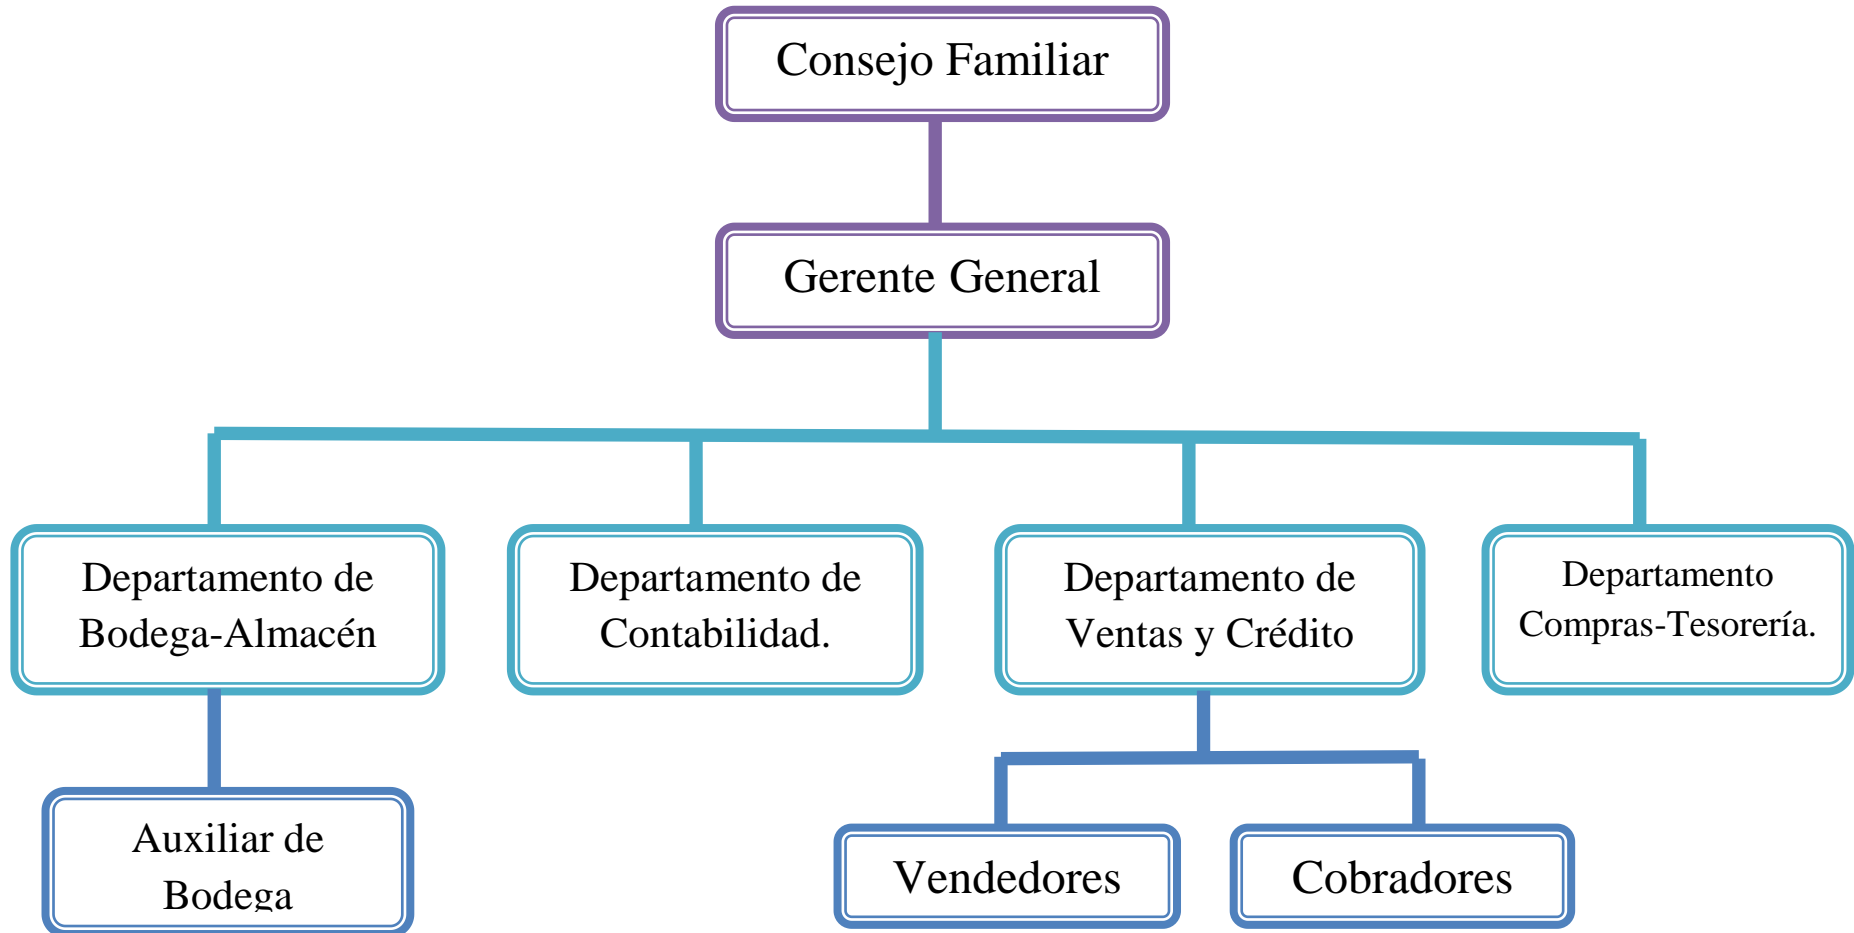 Consejo Familiar
Gerente General
Departamento de
Bodega-Almacén
Departamento de
Contabilidad.
Departamento de
Ventas y Crédito
Departamento
Compras-Tesorería.
Auxiliar de
Bodega
Vendedores
Cobradores